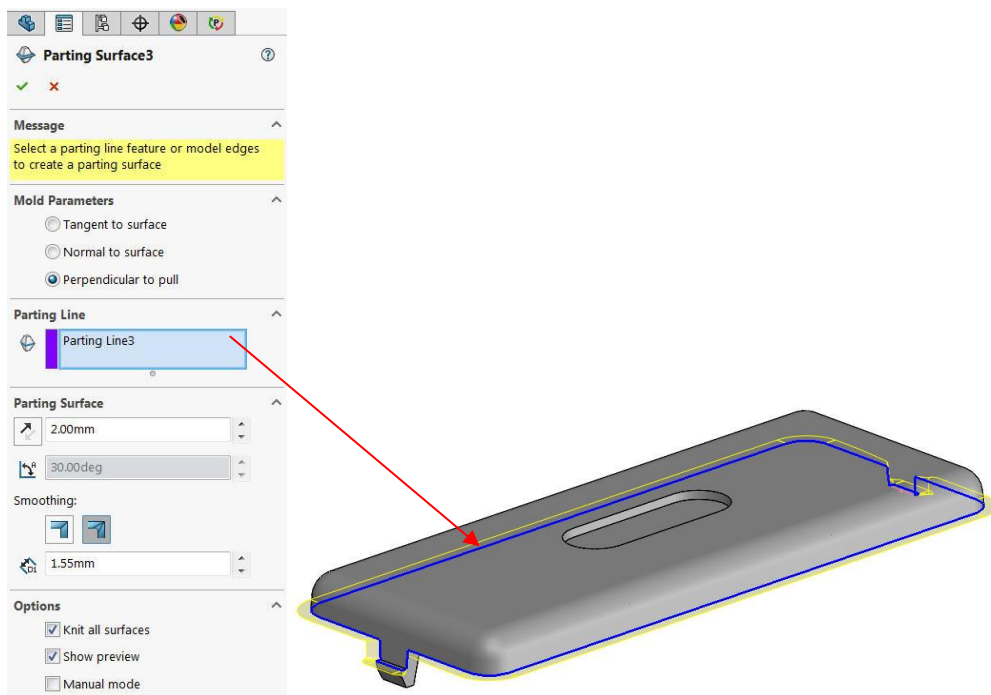 Parting Surface3
Message
Select a parting line feature or model edges
to create a parting surface
Mold Parameters
Tangent to surface
Normal to surface
Perpendicular to pull
Parting Line
Parting Line3
Parting Surface
2.00mm
30.00deg
Smoothing:
1.55mm
Options
Knit all surfaces
Show preview
Manual mode